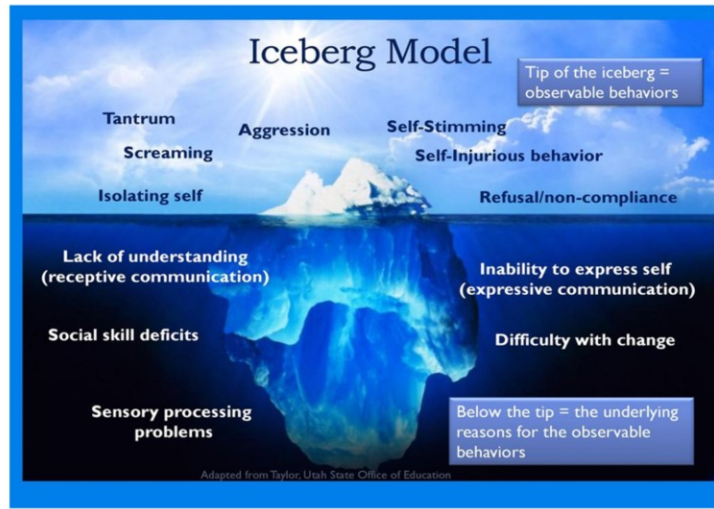 Iceberg Model
Tip of the iceberg =
observable behaviors
Tantrum
Aggression
Self-Stimming
Screaming
Self-Injurious behavior
Isolating self
Refusal/non-compliance
Lack of understanding
(receptive communication)
Inability to express self
(expressive communication)
Social skill deficits
Difficulty with change
Sensory processing
problems
Below the tip = the underlying
reasons for the observable
behaviors
Adapted from Taylor, Utah State Office of Education